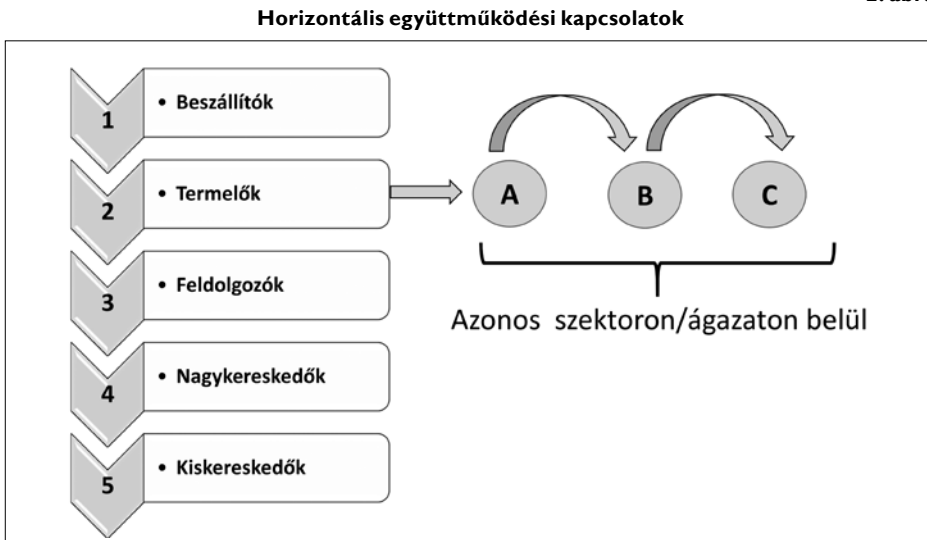 Horizontális együttműködési kapcsolatok
1
• Beszállítók
2
• Termelők
A
B
C
3
• Feldolgozók
Azonos szektoron/ágazaton belül
4
• Nagykereskedők
5
• Kiskereskedők